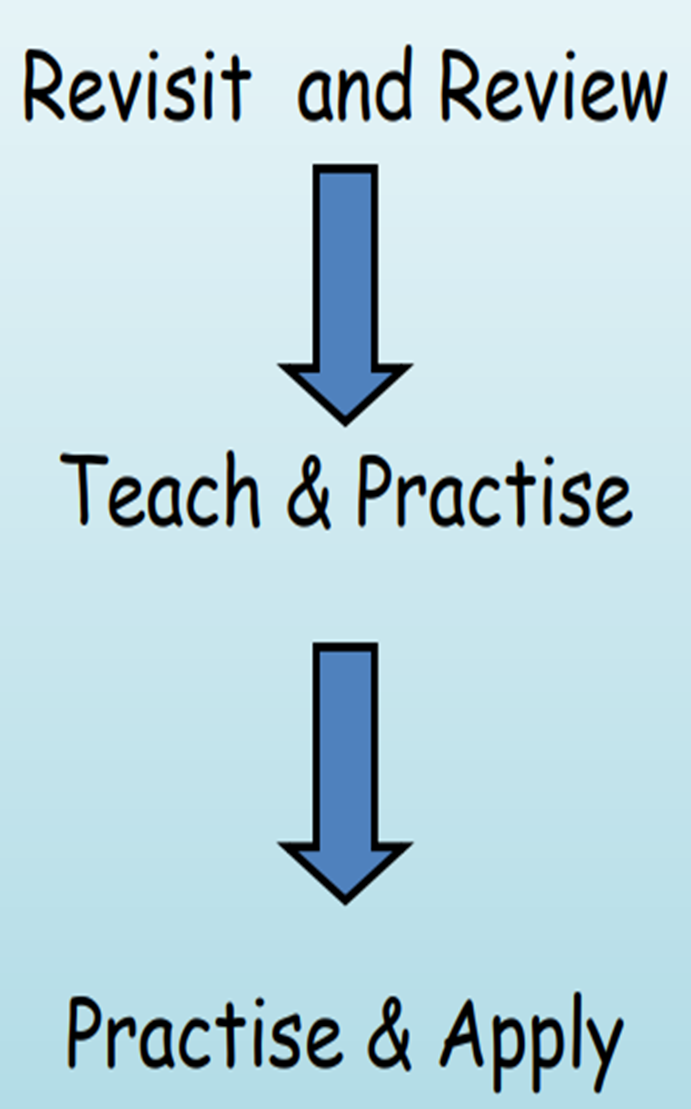 Revisit  and Review
Teach & Practise
Practise & Apply